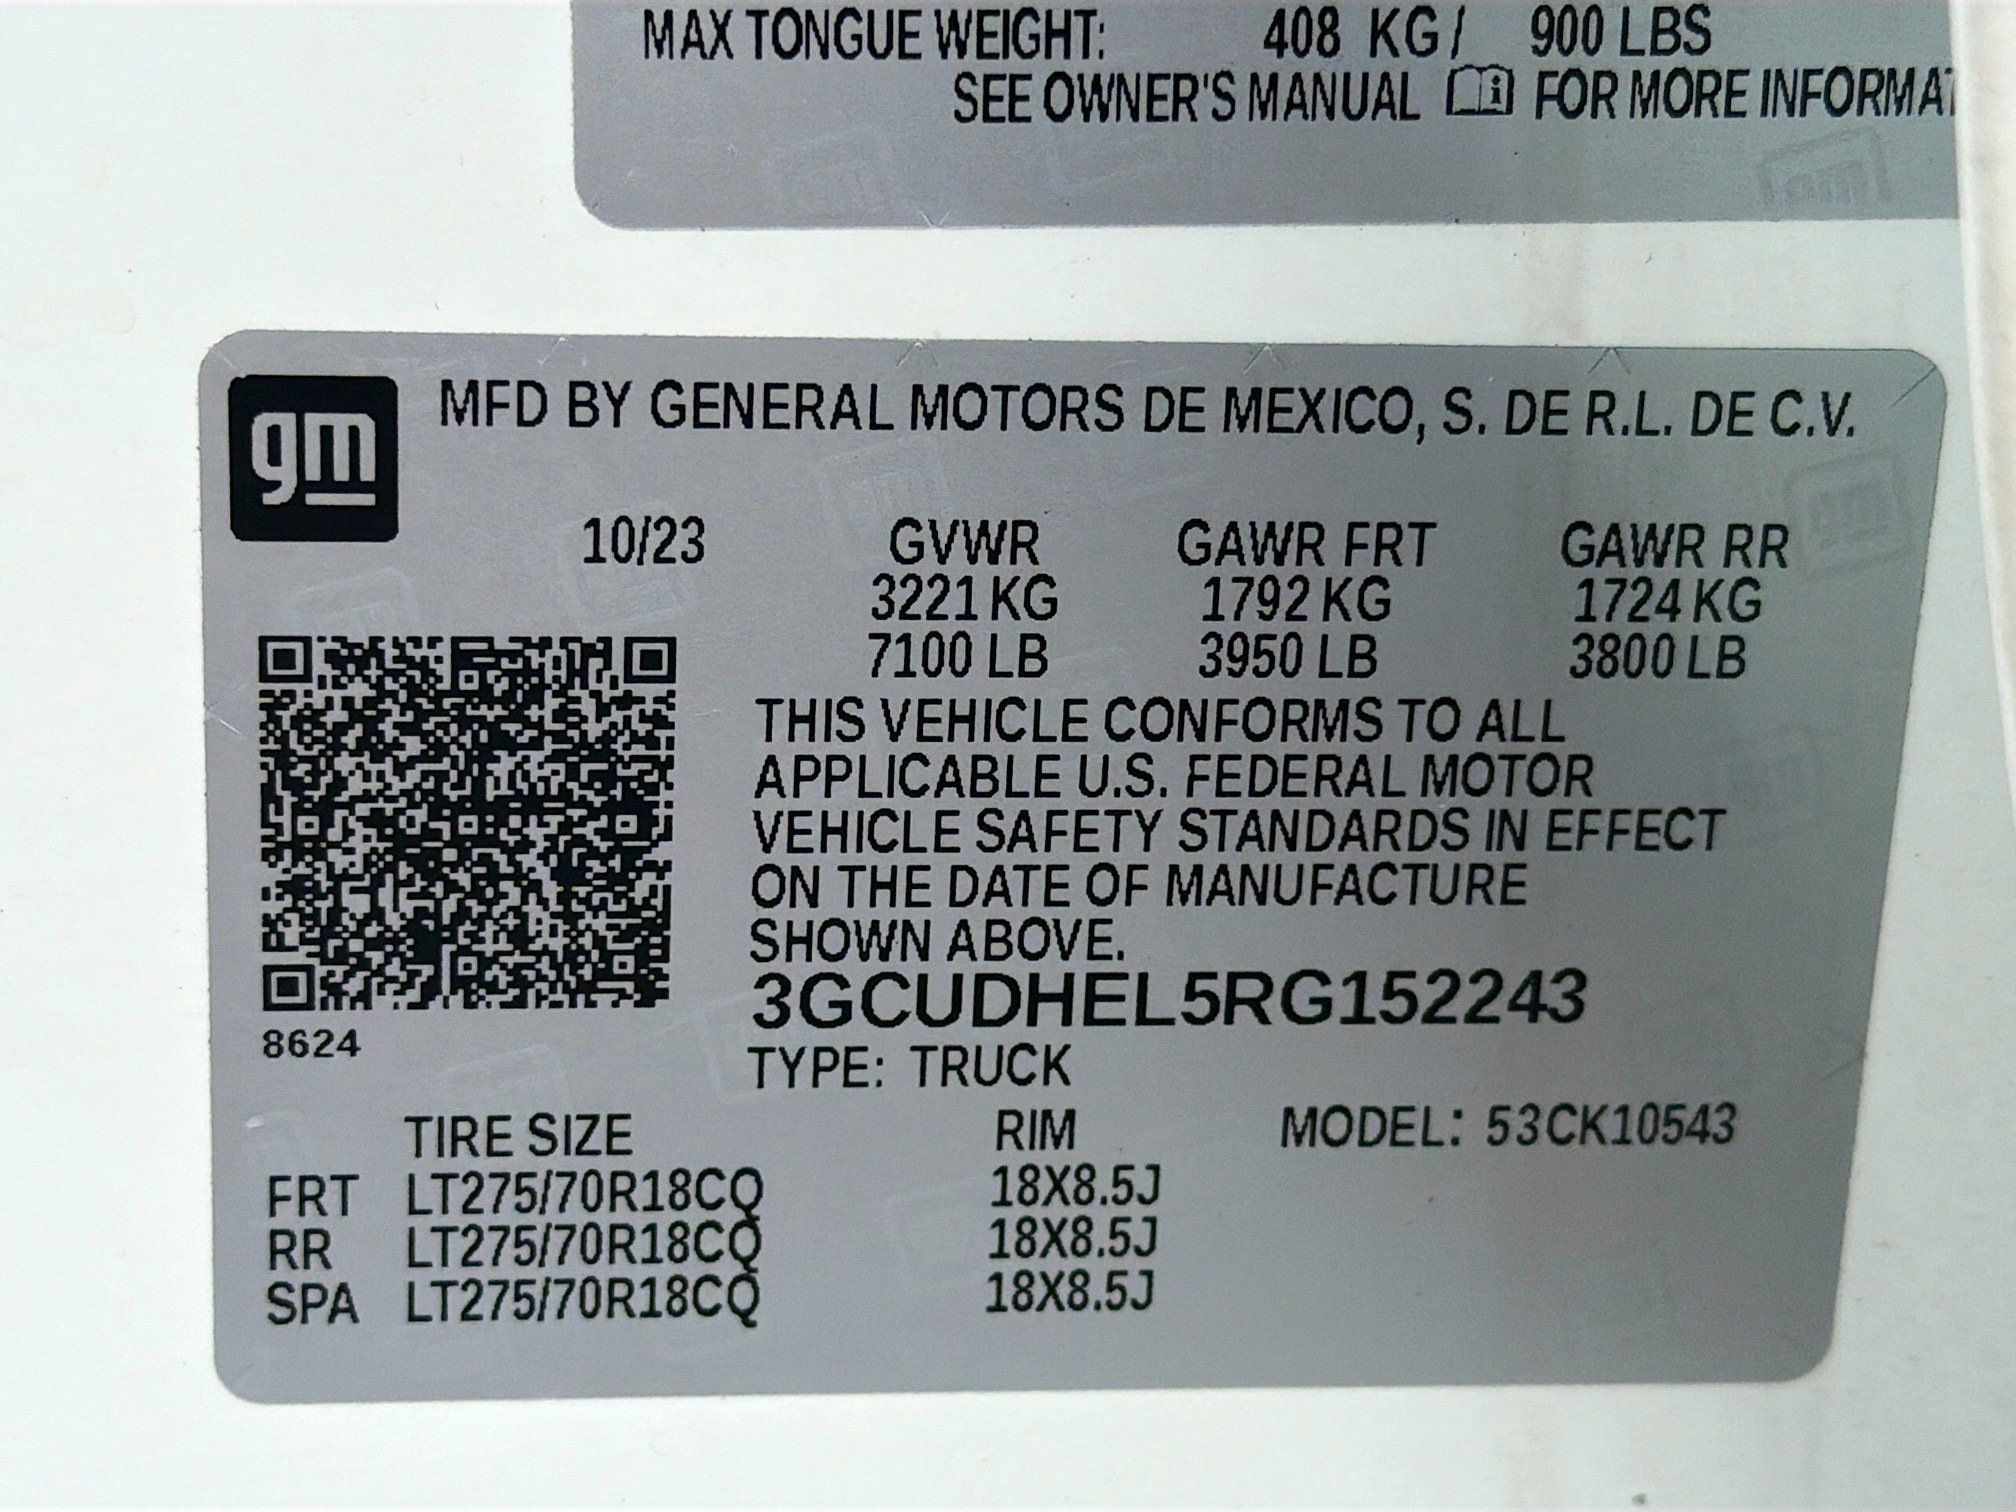 MAX TONGUE WEIGHT: 408 KG / 900 LBS
SEE OWNER'S MANUAL FOR MORE INFORMAT
gm
MFD BY GENERAL MOTORS DE MEXICO, S. DE R.L. DE C.V.
10/23 GVWR GAWR FRT GAWR RR
3221 KG 1792 KG 1724 KG
7100 LB 3950 LB 3800 LB
THIS VEHICLE CONFORMS TO ALL
APPLICABLE U.S. FEDERAL MOTOR
VEHICLE SAFETY STANDARDS IN EFFECT
ON THE DATE OF MANUFACTURE
SHOWN ABOVE.
3GCUDHEL5RG152243
8624
TYPE: TRUCK
TIRE SIZE RIM MODEL: 53CK10543
FRT LT275/70R18CQ 18X8.5J
RR LT275/70R18CQ 18X8.5J
SPA LT275/70R18CQ 18X8.5J